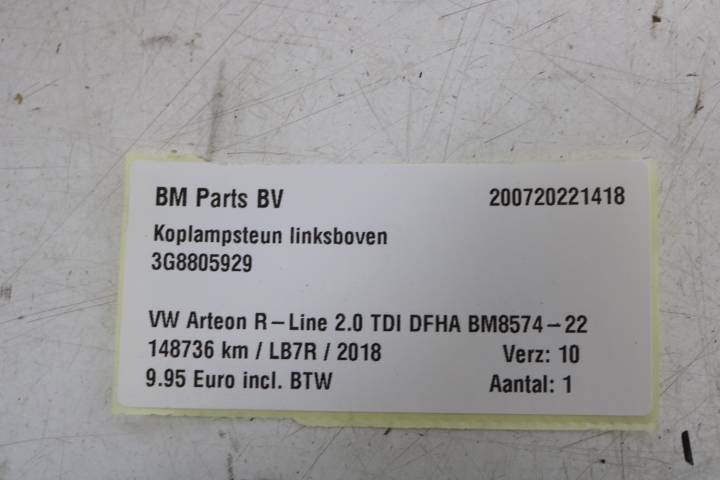 BM Parts BV 200720221418
Koplampsteun linksboven
3G8805929
VW Arteon R-Line 2.0 TDI DFHA BM8574-22
148736 km / LB7R / 2018 Verz: 10
9.95 Euro incl. BTW Aantal: 1